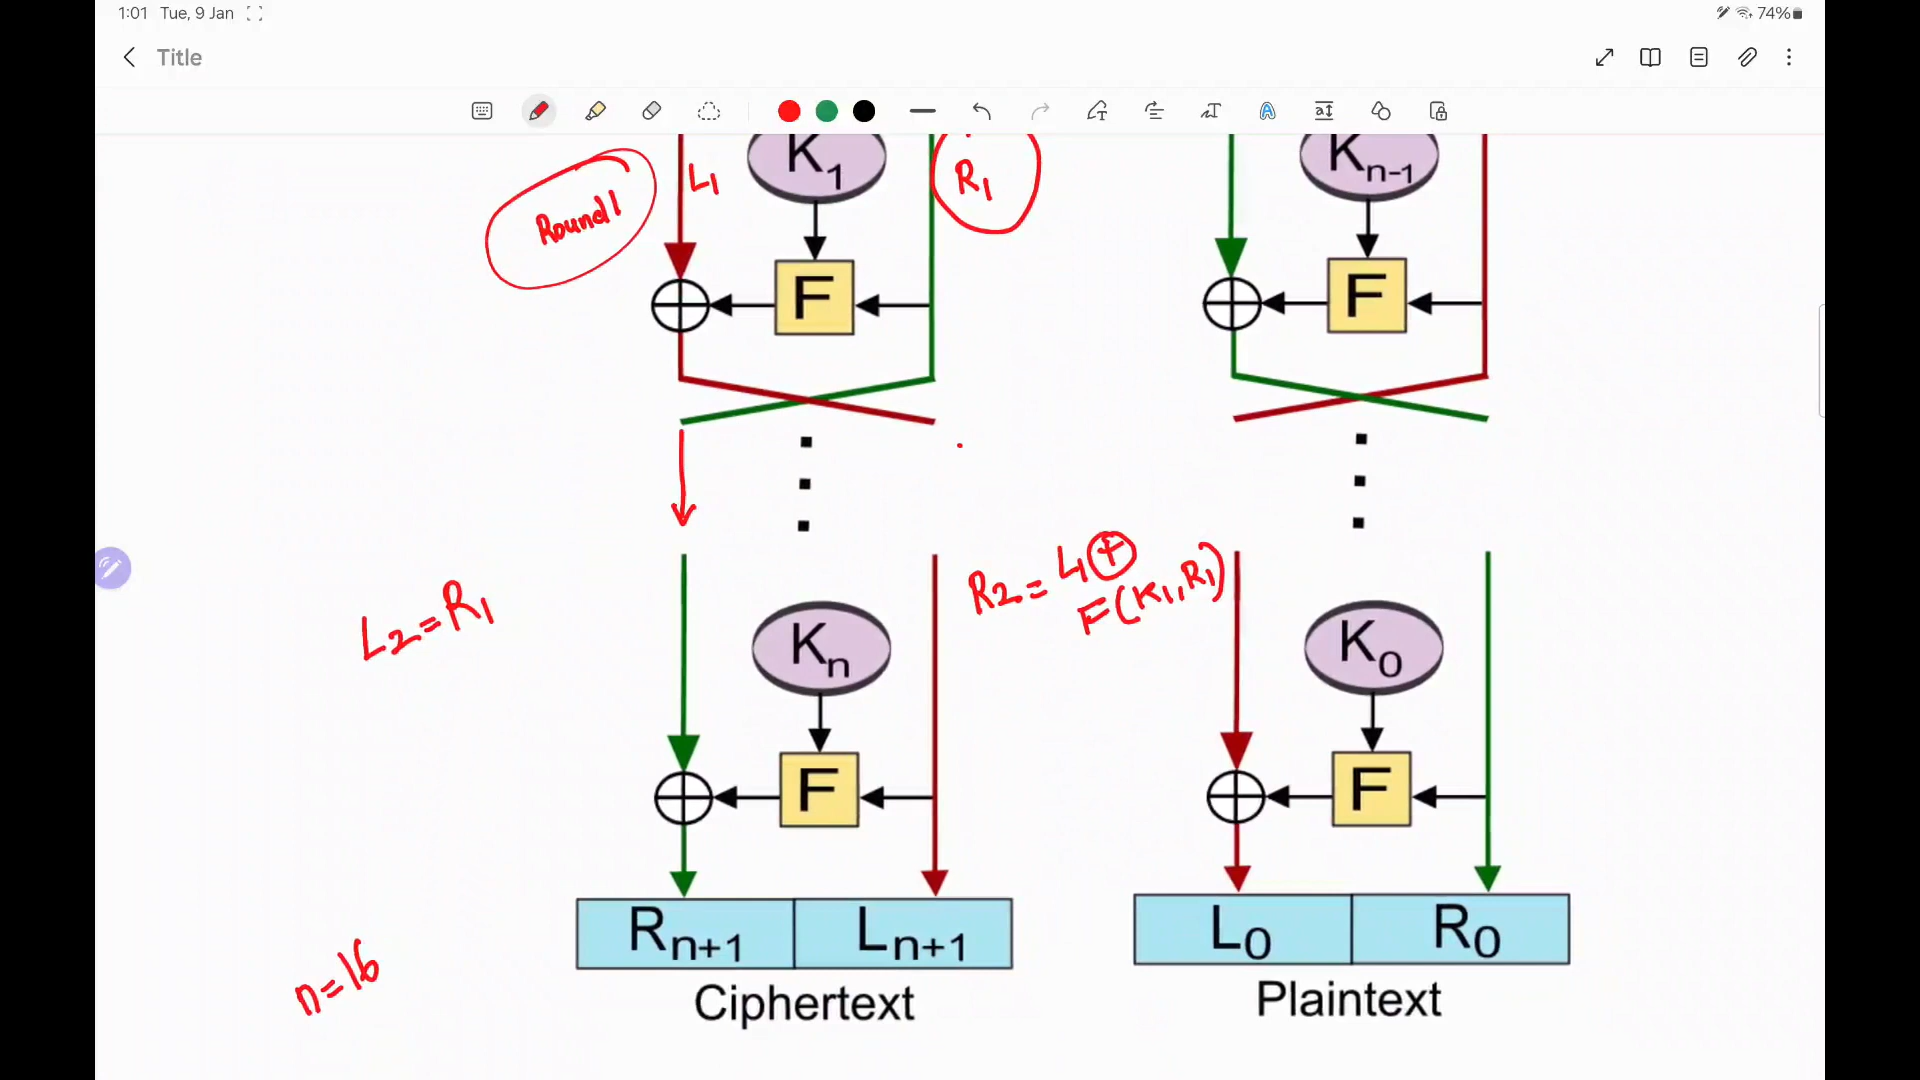 1:01 Tue, 9 Jan
74%
Title
K1
Kn-1
L1
R1
Round1
F
F
R2 = L1 ⊕
F(K1, R1)
L2 = R1
Kn
K0
F
F
Rn+1 Ln+1
L0 R0
n=16
Ciphertext
Plaintext